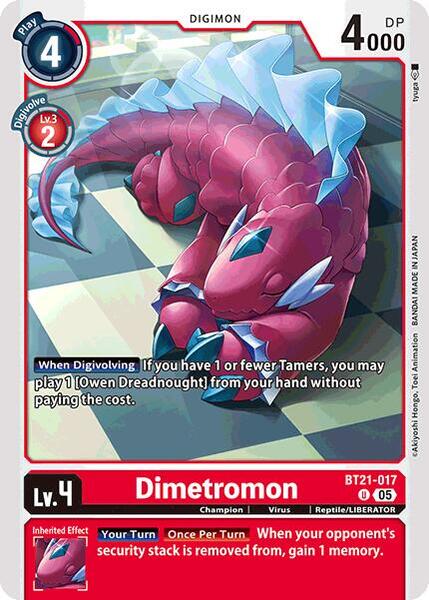 DIGIMON
Play
4
DP
4000
Digivolve
Lv.3
2
tyuga
©Akiyoshi Hongo, Toei Animation BANDAI MADE IN JAPAN
When Digivolving If you have 1 or fewer Tamers, you may
play 1 [Owen Dreadnought] from your hand without
paying the cost.
Lv.4
Dimetromon
BT21-017
U 05
Champion | Virus | Reptile/LIBERATOR
Inherited Effect
Your Turn Once Per Turn When your opponent's
security stack is removed from, gain 1 memory.